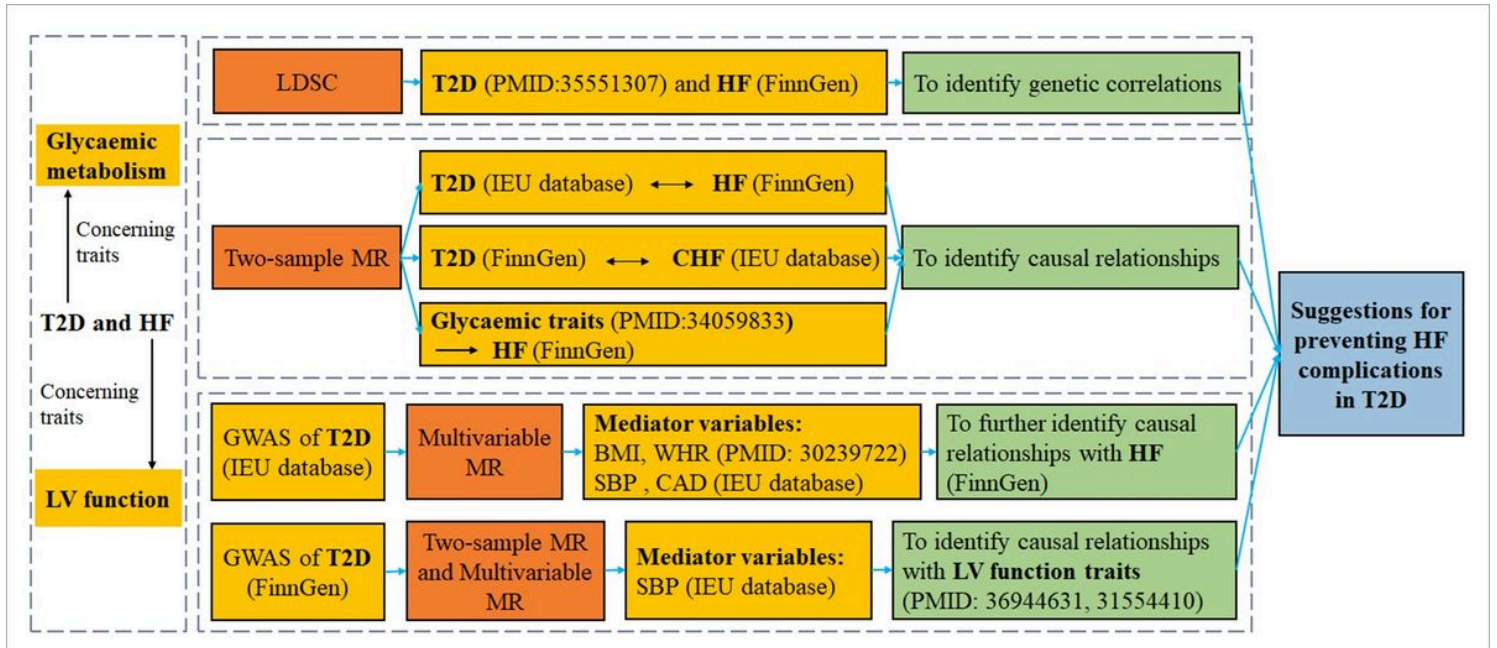 Glycaemic
metabolism
Concerning
traits
T2D and HF
Concerning
traits
LV function
LDSC
T2D (PMID:35551307) and HF (FinnGen)
To identify genetic correlations
Two-sample MR
T2D (IEU database) ⟷ HF (FinnGen)
T2D (FinnGen) ⟷ CHF (IEU database)
Glycaemic traits (PMID:34059833)
⟶ HF (FinnGen)
To identify causal relationships
GWAS of T2D
(IEU database)
Multivariable
MR
Mediator variables:
BMI, WHR (PMID: 30239722)
SBP , CAD (IEU database)
To further identify causal
relationships with HF
(FinnGen)
GWAS of T2D
(FinnGen)
Two-sample MR
and Multivariable
MR
Mediator variables:
SBP (IEU database)
To identify causal relationships
with LV function traits
(PMID: 36944631, 31554410)
Suggestions for
preventing HF
complications
in T2D